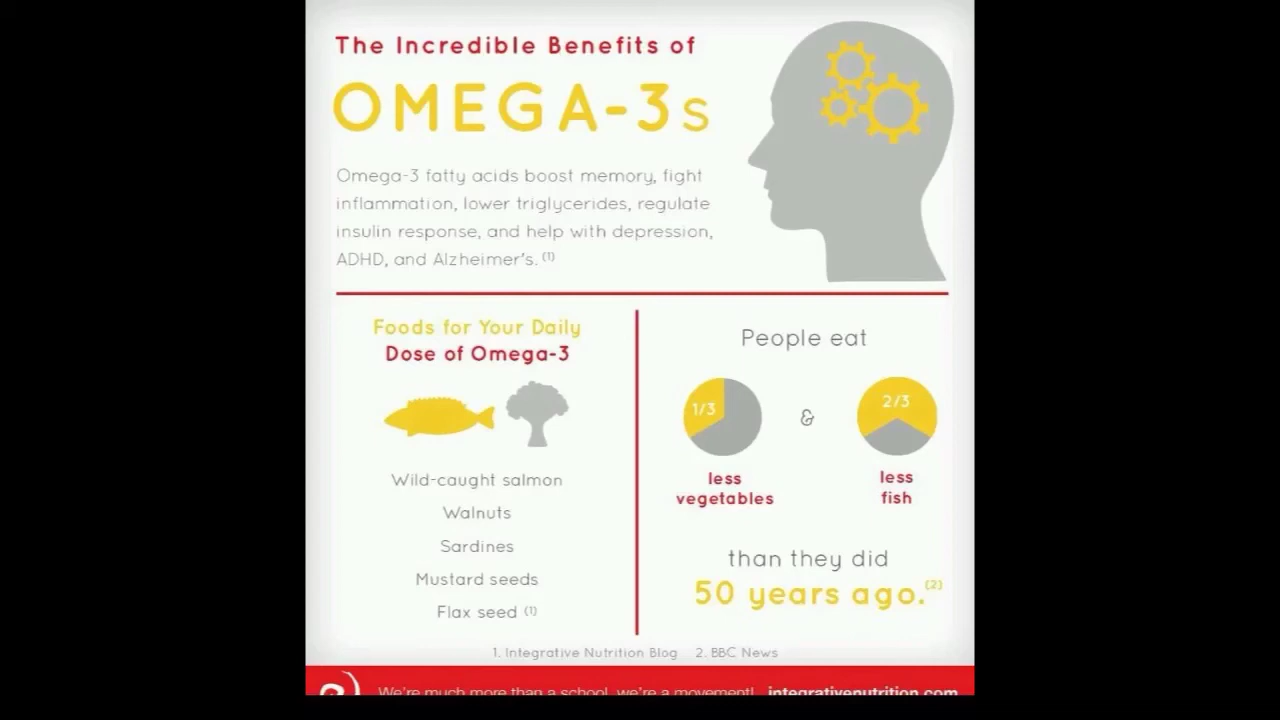 The Incredible Benefits of
OMEGA-3s
Omega-3 fatty acids boost memory, fight
inflammation, lower triglycerides, regulate
insulin response, and help with depression,
ADHD, and Alzheimer's. (1)
Foods for Your Daily
Dose of Omega-3
Wild-caught salmon
Walnuts
Sardines
Mustard seeds
Flax seed (1)
People eat
1/3 & 2/3
less
vegetables
less
fish
than they did
50 years ago.(2)
1. Integrative Nutrition Blog 2. BBC News
We're much more than a school, we're a movement! integrativenutrition.com